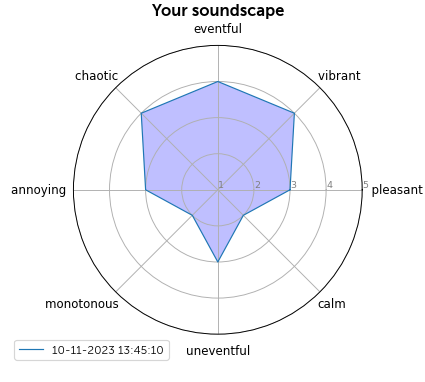 Your soundscape
eventful
chaotic
vibrant
annoying
1 2 3 4 5
pleasant
monotonous
calm
uneventful
10-11-2023 13:45:10